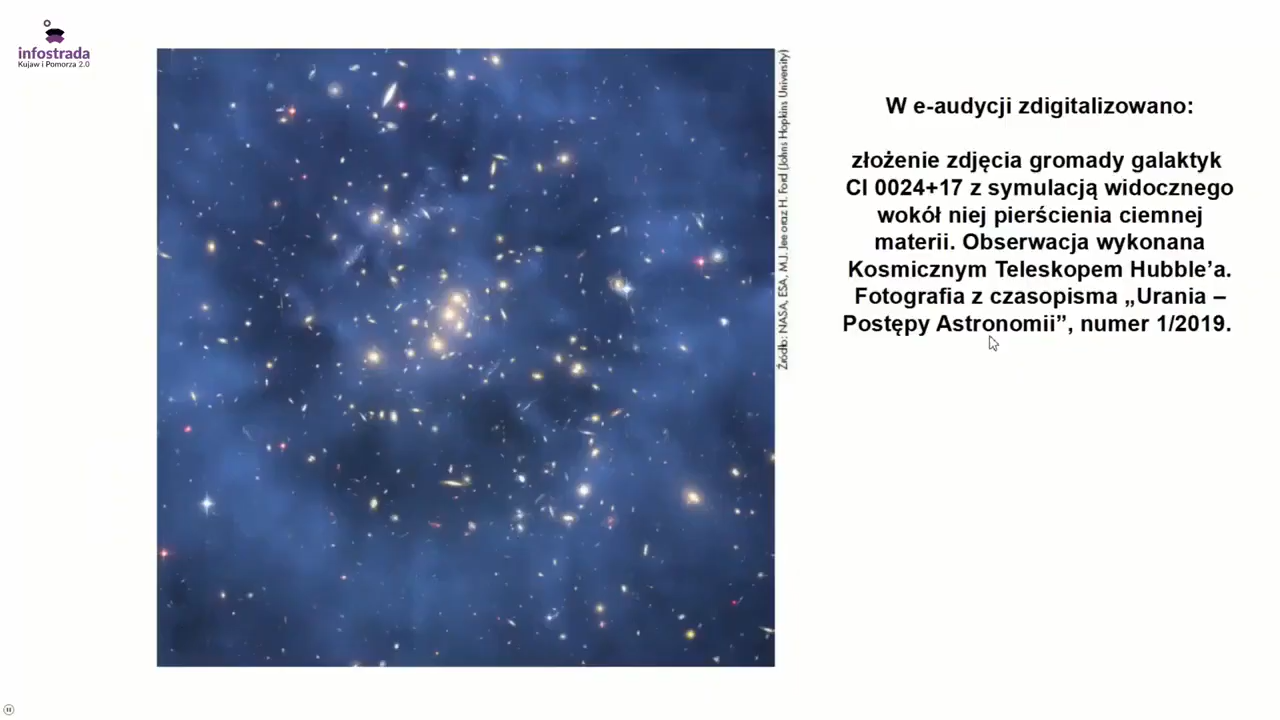 infostrada
Kujaw i Pomorza 2.0
Źródło: NASA, ESA, M.J. Jee oraz H. Ford (Johns Hopkins University)
W e-audycji zdigitalizowano:
złożenie zdjęcia gromady galaktyk
Cl 0024+17 z symulacją widocznego
wokół niej pierścienia ciemnej
materii. Obserwacja wykonana
Kosmicznym Teleskopem Hubble’a.
Fotografia z czasopisma „Urania –
Postępy Astronomii”, numer 1/2019.